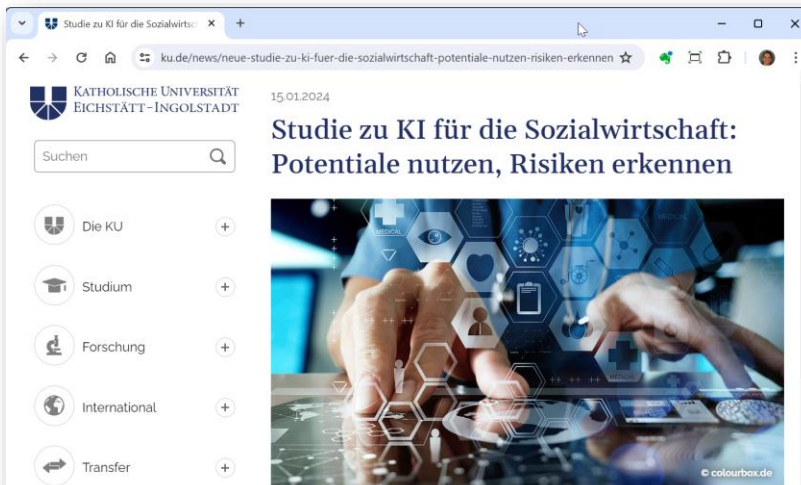 Studie zu KI für die Sozialwirtsc
ku.de/news/neue-studie-zu-ki-fuer-die-sozialwirtschaft-potentiale-nutzen-risiken-erkennen
KATHOLISCHE UNIVERSITÄT
EICHSTÄTT-INGOLSTADT
Suchen
Die KU
Studium
Forschung
International
Transfer
15.01.2024
Studie zu KI für die Sozialwirtschaft:
Potentiale nutzen, Risiken erkennen
MEDICAL
MEDICAL
MEDICAL
© colourbox.de